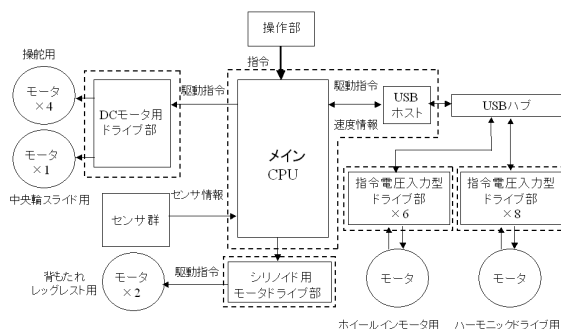 操作部
指令
操舵用
モータ
×4
駆動指令
DCモータ用
ドライブ部
モータ
×1
中央輪スライド用
メイン
CPU
駆動指令
速度情報
USB
ホスト
USBハブ
指令電圧入力型
ドライブ部
×6
指令電圧入力型
ドライブ部
×8
センサ情報
センサ群
背もたれ
レッグレスト用
モータ
×2
駆動指令
シリノイド用
モータドライブ部
モータ
モータ
ホイールインモータ用
ハーモニックドライブ用